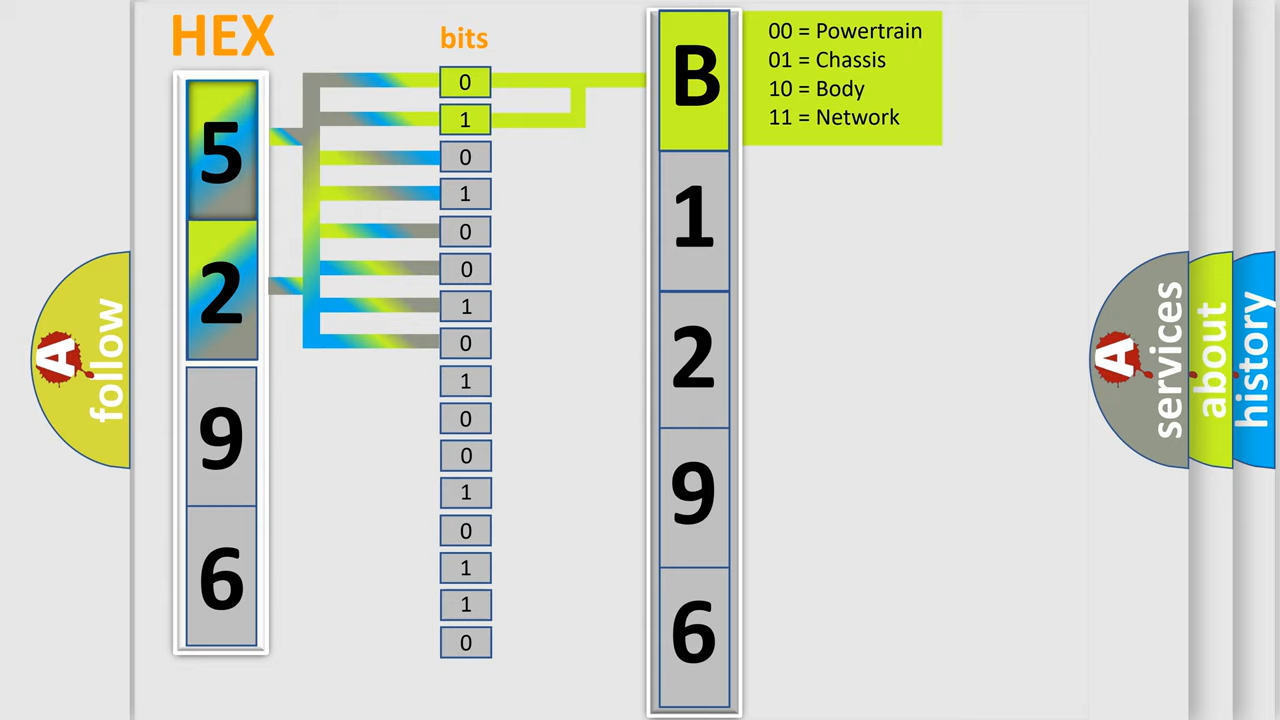 HEX
bits
5
2
9
6
0
1
0
1
0
0
1
0
1
0
0
1
0
1
1
0
B
1
2
9
6
00 = Powertrain
01 = Chassis
10 = Body
11 = Network
A
follow
A
services
about
history